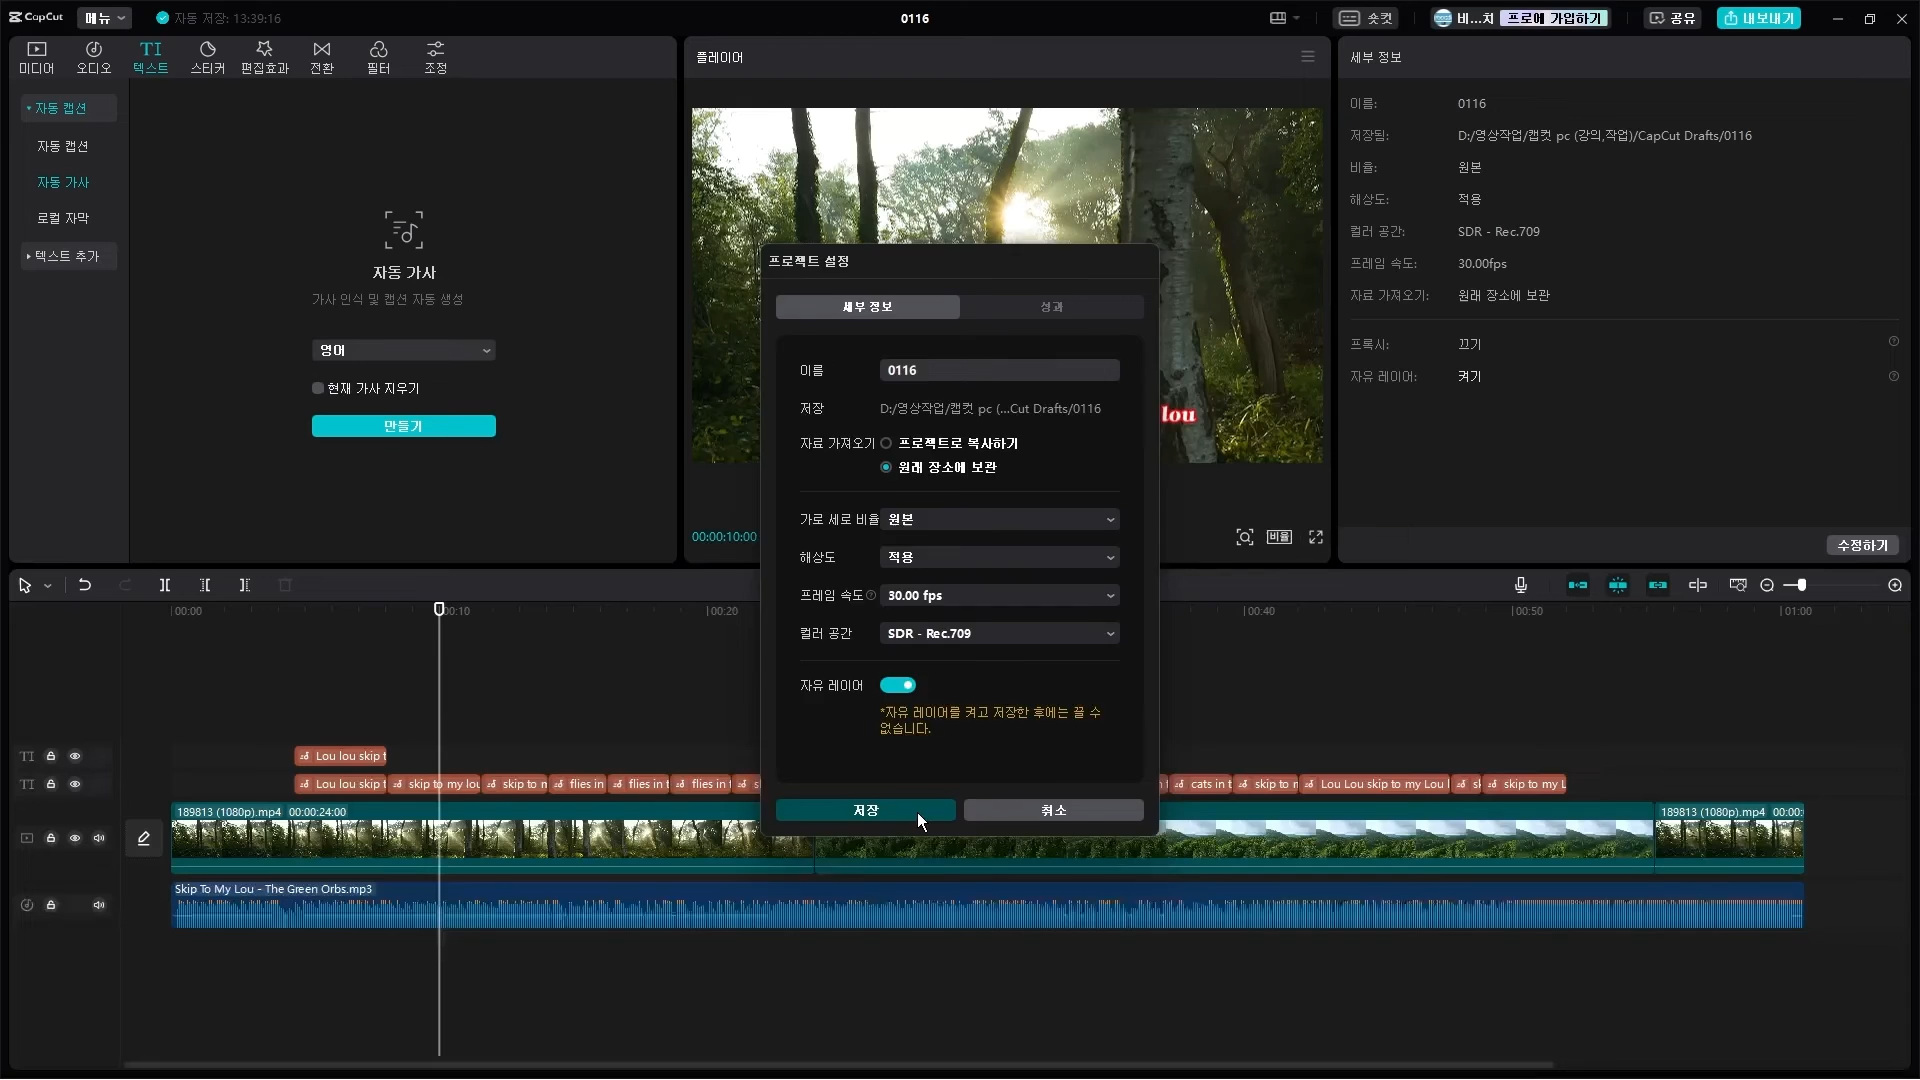 CapCut
메뉴
자동 저장: 13:39:16
0116
숏컷
비...치
프로에 가입하기
공유
내보내기
미디어
오디오
텍스트
스티커
편집효과
전환
필터
조정
자동 캡션
자동 캡션
자동 가사
로컬 자막
텍스트 추가
자동 가사
가사 인식 및 캡션 자동 생성
영어
현재 가사 지우기
만들기
플레이어
lou
00:00:10:00
비율
세부 정보
이름: 0116
저장됨: D:/영상작업/캡컷 pc (강의,작업)/CapCut Drafts/0116
비율: 원본
해상도: 적용
컬러 공간: SDR - Rec.709
프레임 속도: 30.00fps
자료 가져오기: 원래 장소에 보관
프록시: 끄기
자유 레이어: 켜기
수정하기
프로젝트 설정
세부 정보
성과
이름 0116
저장 D:/영상작업/캡컷 pc (...Cut Drafts/0116
자료 가져오기 프로젝트로 복사하기
원래 장소에 보관
가로 세로 비율 원본
해상도 적용
프레임 속도 30.00 fps
컬러 공간 SDR - Rec.709
자유 레이어
*자유 레이어를 켜고 저장한 후에는 끌 수
없습니다.
저장
취소
00:00
00:10
00:20
00:40
00:50
01:00
TI
Lou lou skip t
TI
Lou lou skip t
skip to my lou
skip to m
flies in
flies in t
flies in
s
cats in t
skip to n
Lou Lou skip to my Lou l
sk
skip to my L
189813 (1080p).mp4 00:00:24:00
189813 (1080p).mp4 00:00:
Skip To My Lou - The Green Orbs.mp3